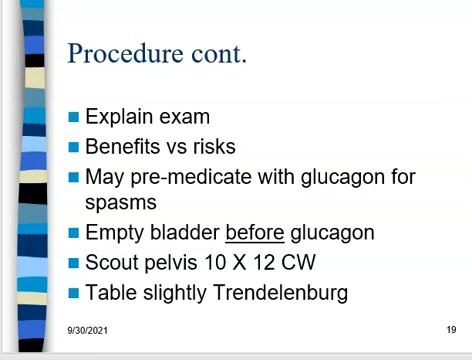 Procedure cont.
Explain exam
Benefits vs risks
May pre-medicate with glucagon for
spasms
Empty bladder before glucagon
Scout pelvis 10 X 12 CW
Table slightly Trendelenburg
9/30/2021
19